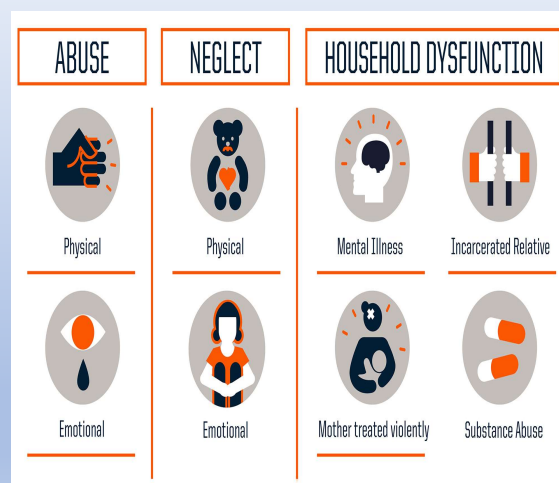 ABUSE
NEGLECT
HOUSEHOLD DYSFUNCTION
Physical
Physical
Mental Illness
Incarcerated Relative
Emotional
Emotional
Mother treated violently
Substance Abuse